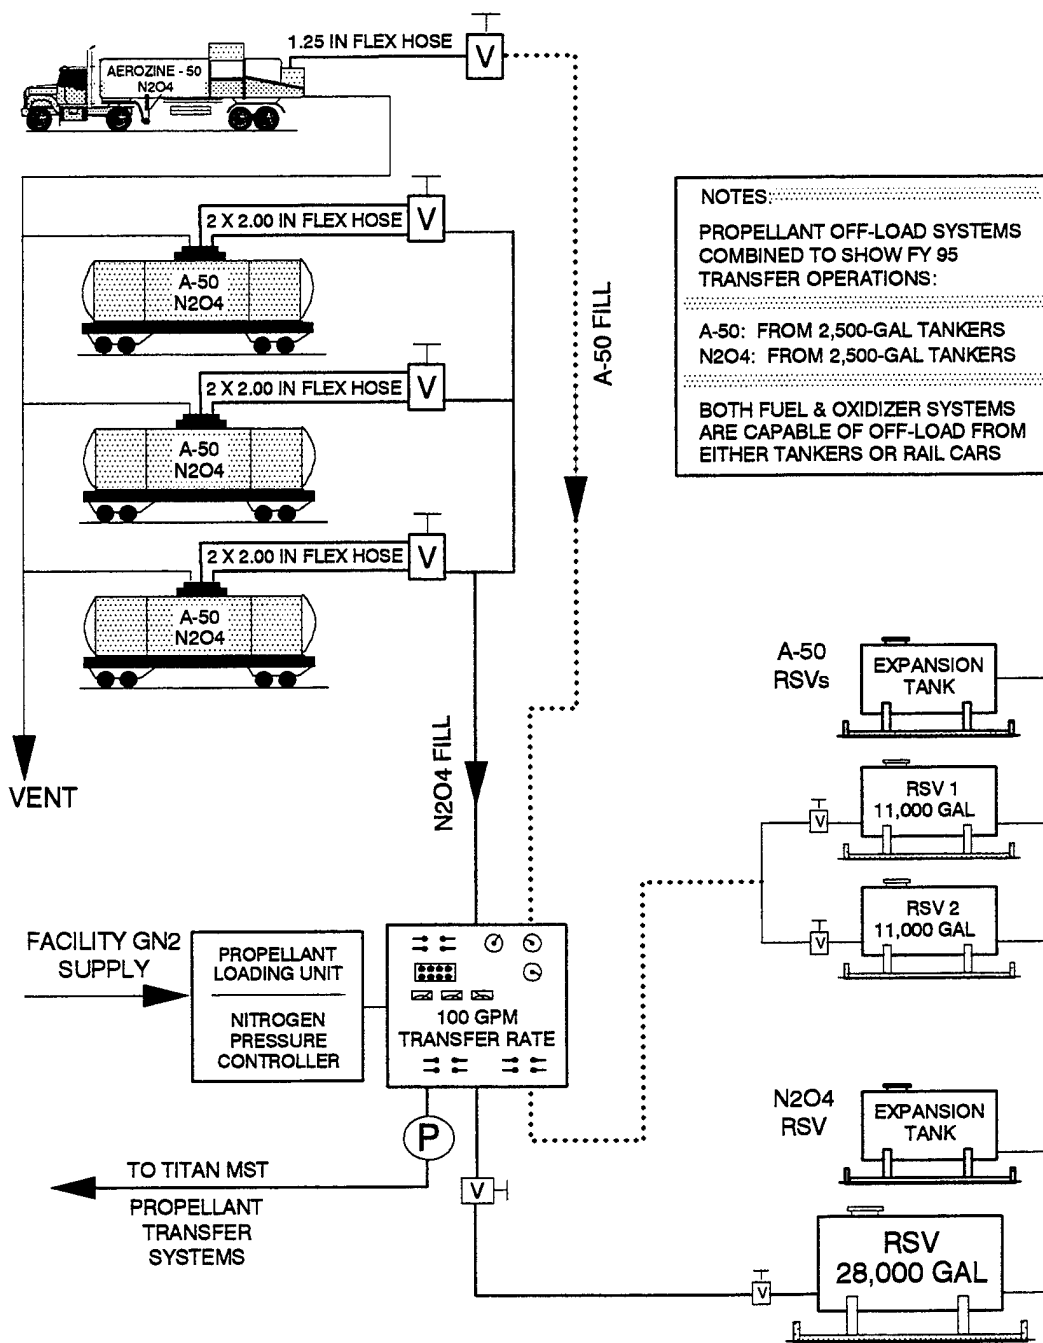 1.25 IN FLEX HOSE
V
AEROZINE - 50
N2O4
2 X 2.00 IN FLEX HOSE
V
A-50
N2O4
2 X 2.00 IN FLEX HOSE
V
A-50
N2O4
2 X 2.00 IN FLEX HOSE
V
A-50
N2O4
VENT
A-50 FILL
N2O4 FILL
NOTES:
PROPELLANT OFF-LOAD SYSTEMS
COMBINED TO SHOW FY 95
TRANSFER OPERATIONS:
A-50: FROM 2,500-GAL TANKERS
N2O4: FROM 2,500-GAL TANKERS
BOTH FUEL & OXIDIZER SYSTEMS
ARE CAPABLE OF OFF-LOAD FROM
EITHER TANKERS OR RAIL CARS
A-50
RSVs
EXPANSION
TANK
V
RSV 1
11,000 GAL
V
RSV 2
11,000 GAL
FACILITY GN2
SUPPLY
PROPELLANT
LOADING UNIT
NITROGEN
PRESSURE
CONTROLLER
100 GPM
TRANSFER RATE
P
TO TITAN MST
PROPELLANT
TRANSFER
SYSTEMS
V
N2O4
RSV
EXPANSION
TANK
V
RSV
28,000 GAL